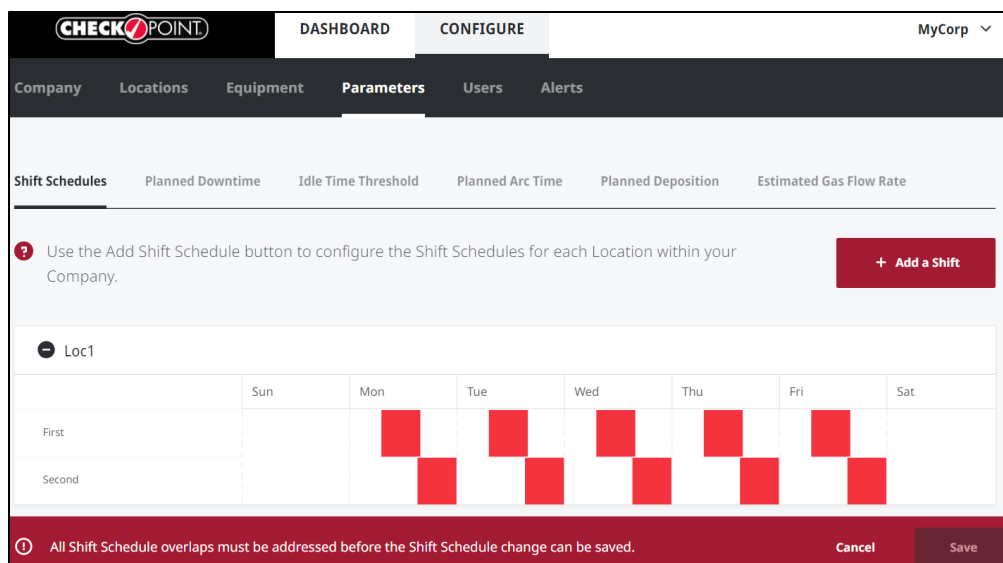 CHECKPOINT. DASHBOARD CONFIGURE MyCorp
Company Locations Equipment Parameters Users Alerts
Shift Schedules Planned Downtime Idle Time Threshold Planned Arc Time Planned Deposition Estimated Gas Flow Rate
? Use the Add Shift Schedule button to configure the Shift Schedules for each Location within your
Company.
+ Add a Shift
Loc1
Sun Mon Tue Wed Thu Fri Sat
First
Second
All Shift Schedule overlaps must be addressed before the Shift Schedule change can be saved. Cancel Save